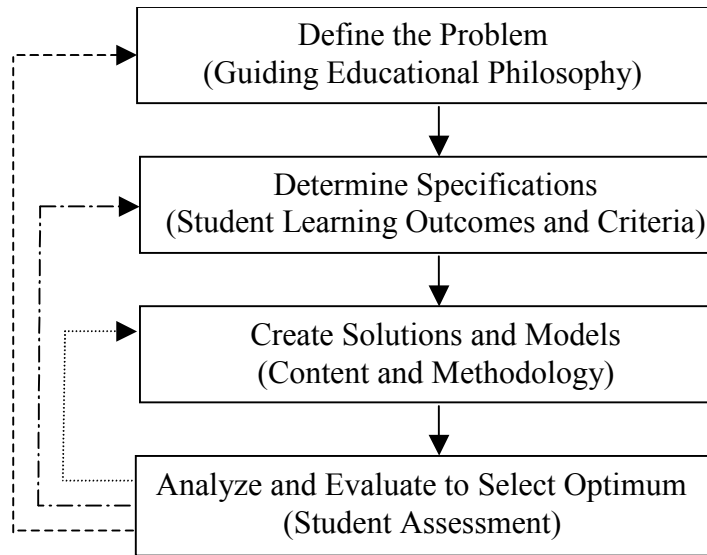 Define the Problem
(Guiding Educational Philosophy)
Determine Specifications
(Student Learning Outcomes and Criteria)
Create Solutions and Models
(Content and Methodology)
Analyze and Evaluate to Select Optimum
(Student Assessment)